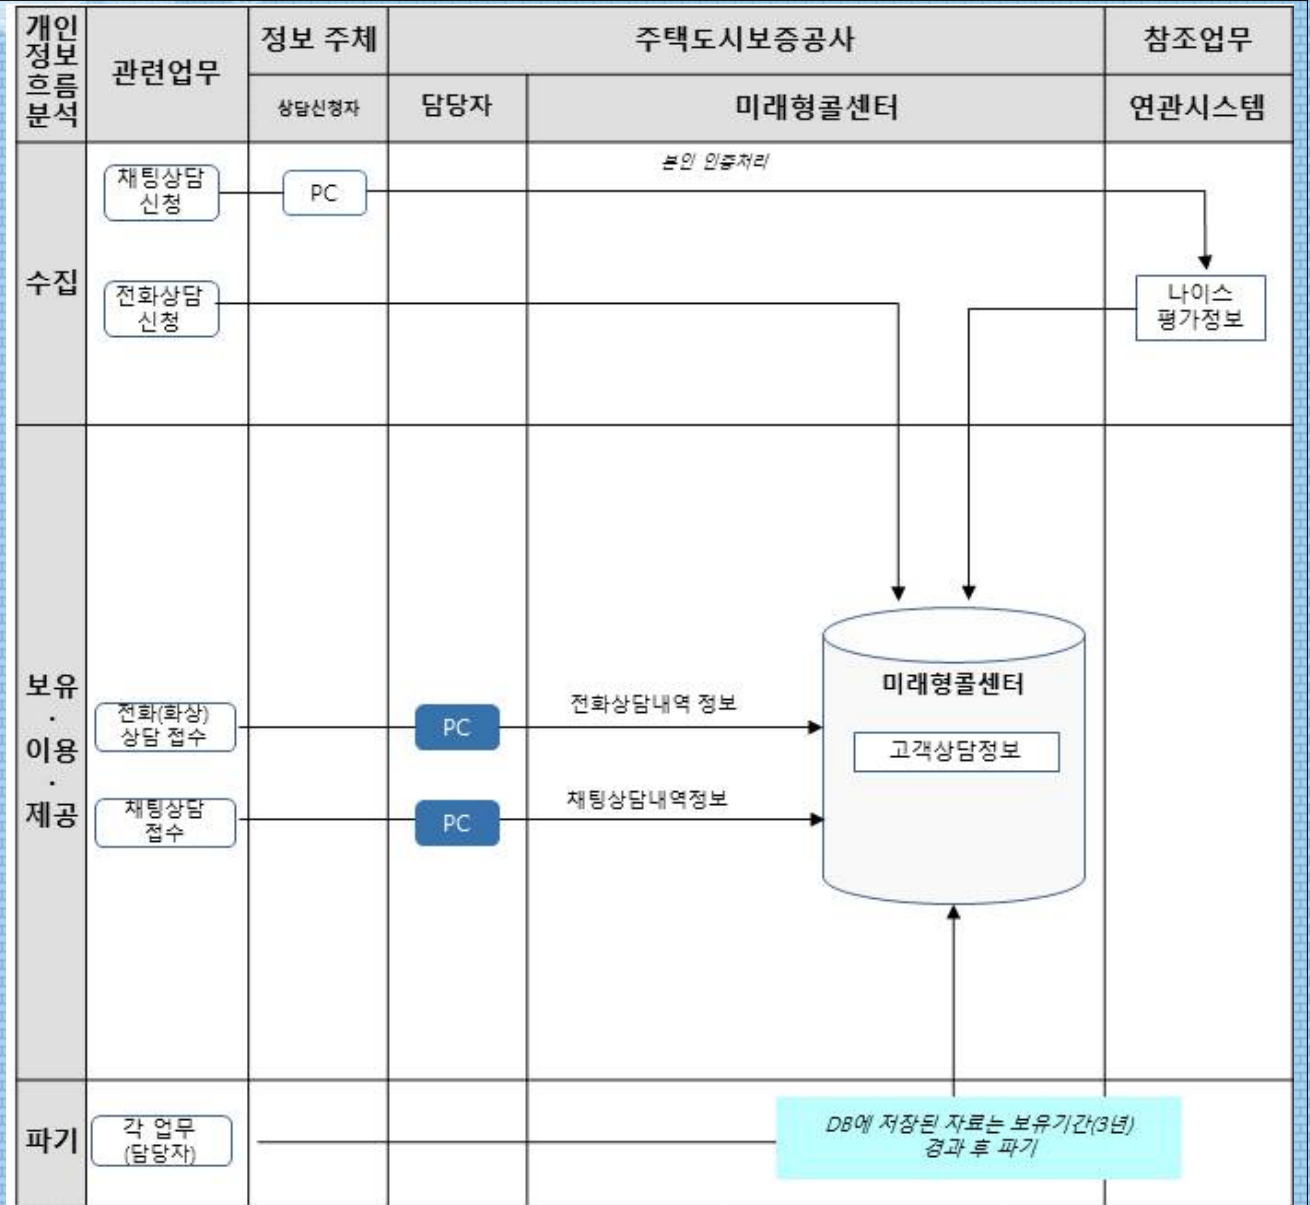 개인
정보
흐름
분석
관련업무
정보 주체
주택도시보증공사
참조업무
상담신청자
담당자
미래형콜센터
연관시스템
수집
채팅상담
신청
PC
본인 인증처리
전화상담
신청
나이스
평가정보
보유
·
이용
·
제공
전화(화상)
상담 접수
PC
전화상담내역 정보
채팅상담
접수
PC
채팅상담내역정보
미래형콜센터
고객상담정보
파기
각 업무
(담당자)
DB에 저장된 자료는 보유기간(3년)
경과 후 파기